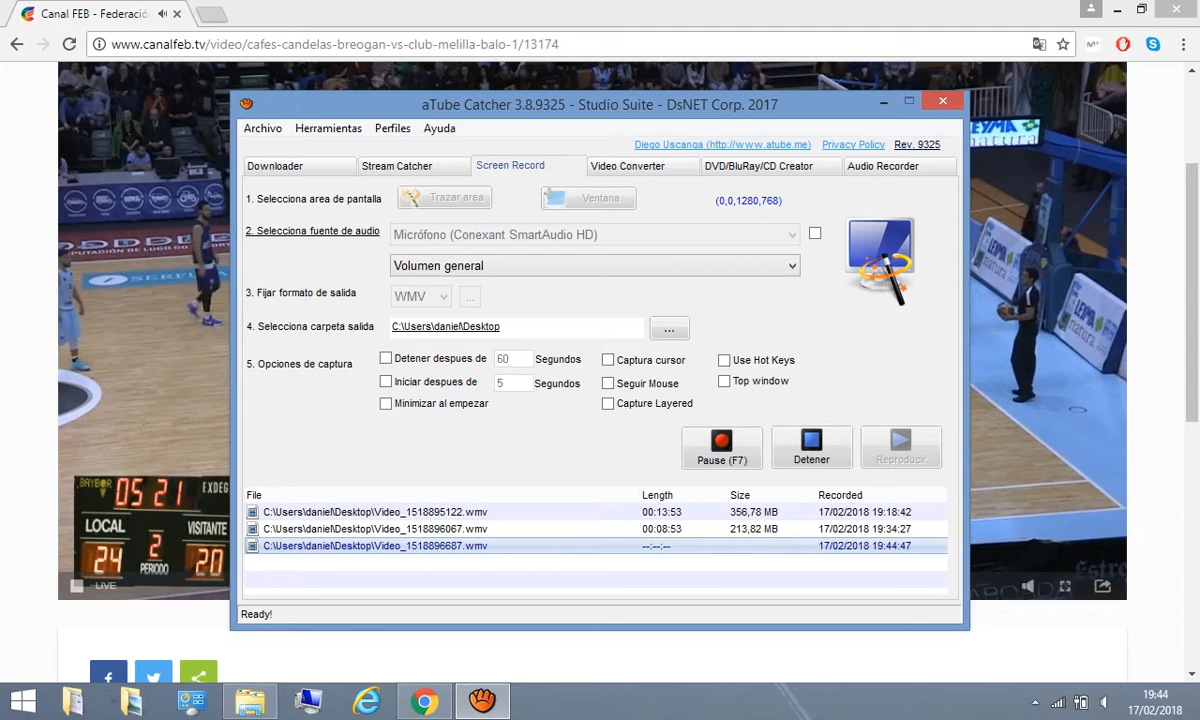 Canal FEB - Federació
www.canalfeb.tv/video/cafes-candelas-breogan-vs-club-melilla-balo-1/13174
aTube Catcher 3.8.9325 - Studio Suite - DsNET Corp. 2017
Archivo Herramientas Perfiles Ayuda
Diego Uscanga (http://www.atube.me) Privacy Policy Rev. 9325
Downloader Stream Catcher Screen Record Video Converter DVD/BluRay/CD Creator Audio Recorder
1. Selecciona area de pantalla Trazar area Ventana (0,0,1280,768)
2. Selecciona fuente de audio Micrófono (Conexant SmartAudio HD)
Volumen general
3. Fijar formato de salida WMV ...
4. Selecciona carpeta salida C:\Users\daniel\Desktop ...
5. Opciones de captura Detener despues de 60 Segundos Captura cursor Use Hot Keys
Iniciar despues de 5 Segundos Seguir Mouse Top window
Minimizar al empezar Capture Layered
Pause (F7) Detener Reproducir
File Length Size Recorded
C:\Users\daniel\Desktop\Video_1518895122.wmv 00:13:53 356,78 MB 17/02/2018 19:18:42
C:\Users\daniel\Desktop\Video_1518896067.wmv 00:08:53 213,82 MB 17/02/2018 19:34:27
C:\Users\daniel\Desktop\Video_1518896687.wmv --:--:-- 17/02/2018 19:44:47
Ready!
LEYMA
natura
LEYMA
natura
LEYMA
natura
SERFE
05 21
LOCAL VISITANTE
24 2 20
PERIODO
LIVE
19:44
17/02/2018